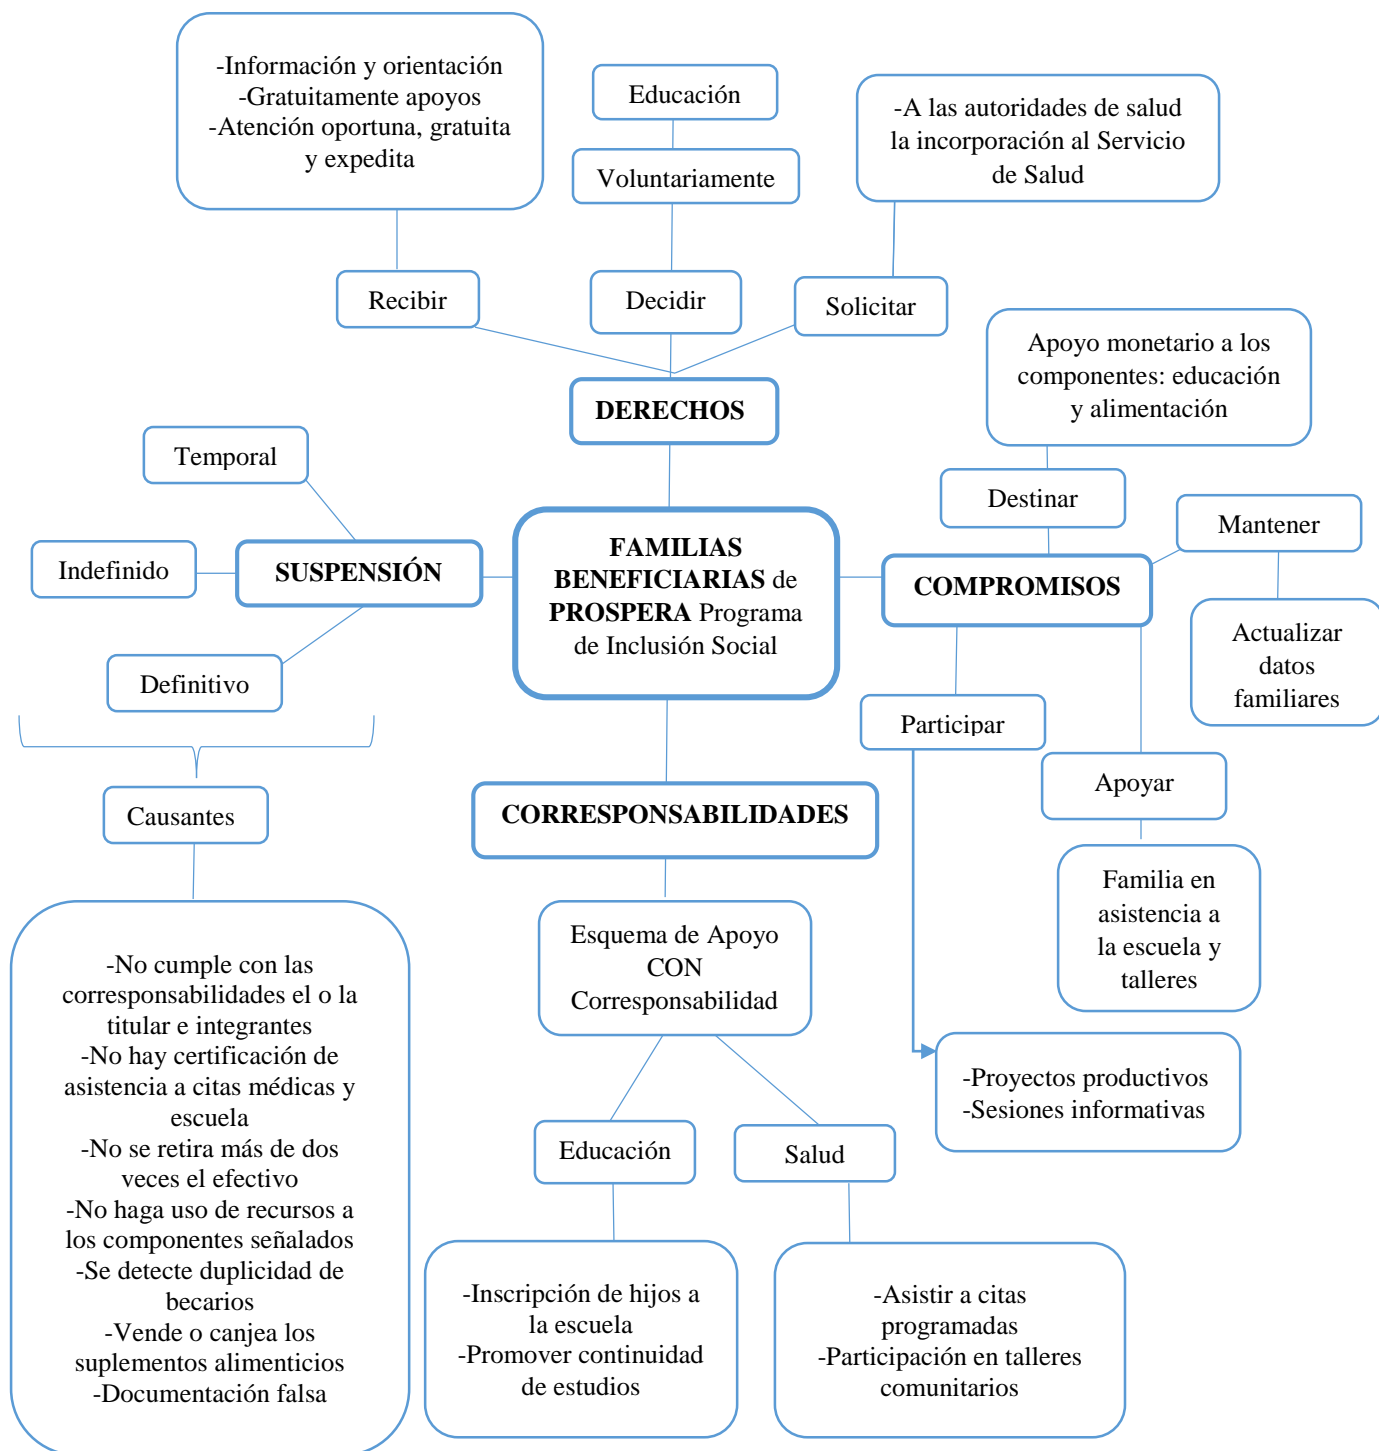 -Información y orientación
-Gratuitamente apoyos
-Atención oportuna, gratuita
y expedita
Educación
-A las autoridades de salud
la incorporación al Servicio
de Salud
Voluntariamente
Recibir
Decidir
Solicitar
Apoyo monetario a los
componentes: educación
y alimentación
DERECHOS
Temporal
Destinar
Mantener
Indefinido
SUSPENSIÓN
FAMILIAS
BENEFICIARIAS de
PROSPERA Programa
de Inclusión Social
COMPROMISOS
Actualizar
datos
familiares
Definitivo
Participar
Apoyar
Causantes
CORRESPONSABILIDADES
Familia en
asistencia a
la escuela y
talleres
Esquema de Apoyo
CON
Corresponsabilidad
-No cumple con las
corresponsabilidades el o la
titular e integrantes
-No hay certificación de
asistencia a citas médicas y
escuela
-No se retira más de dos
veces el efectivo
-No haga uso de recursos a
los componentes señalados
-Se detecte duplicidad de
becarios
-Vende o canjea los
suplementos alimenticios
-Documentación falsa
-Proyectos productivos
-Sesiones informativas
Educación
Salud
-Inscripción de hijos a
la escuela
-Promover continuidad
de estudios
-Asistir a citas
programadas
-Participación en talleres
comunitarios